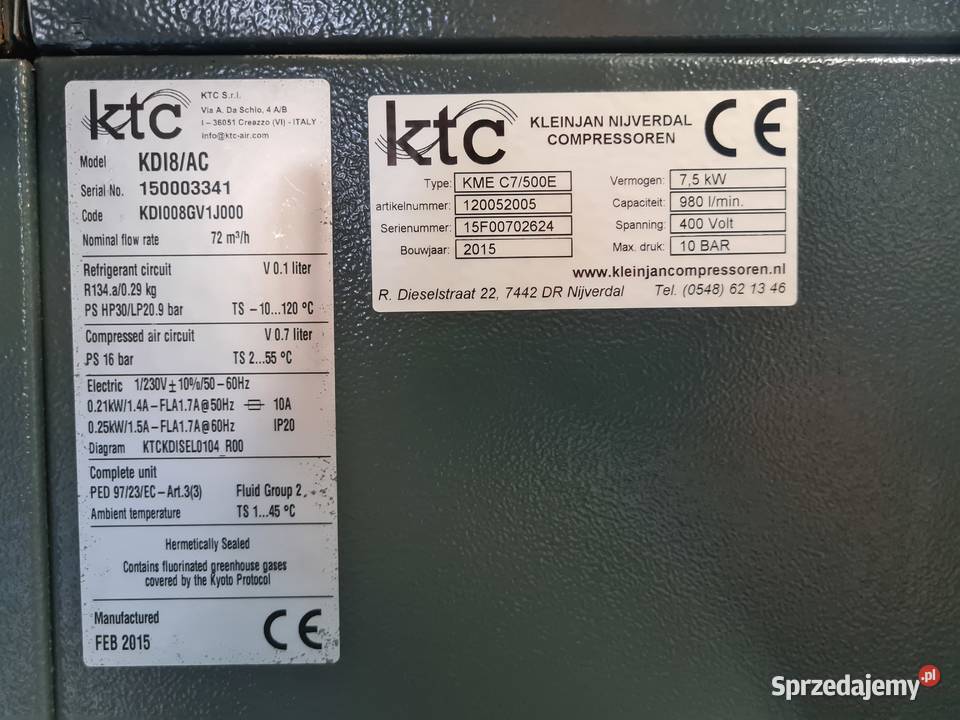 ktc
KTC S.r.l.
Via A. Da Schio, 4 A/B
I - 36051 Creazzo (VI) - ITALY
info@ktc-air.com
Model KDI8/AC
Serial No. 150003341
Code KDI008GV1J000
Nominal flow rate 72 m³/h
Refrigerant circuit V 0.1 liter
R134.a/0.29 kg
PS HP30/LP20.9 bar TS -10...120 °C
Compressed air circuit V 0.7 liter
PS 16 bar TS 2...55 °C
Electric 1/230V±10%/50-60Hz
0.21kW/1.4A-FLA1.7A@50Hz 10A
0.25kW/1.5A-FLA1.7A@60Hz IP20
Diagram KTCKDISEL0104_R00
Complete unit
PED 97/23/EC-Art.3(3) Fluid Group 2
Ambient temperature TS 1...45 °C
Hermetically Sealed
Contains fluorinated greenhouse gases
covered by the Kyoto Protocol
Manufactured
FEB 2015
CE
ktc
KLEINJAN NIJVERDAL
COMPRESSOREN
CE
Type: KME C7/500E Vermogen: 7,5 kW
artikelnummer: 120052005 Capaciteit: 980 l/min.
Serienummer: 15F00702624 Spanning: 400 Volt
Bouwjaar: 2015 Max. druk: 10 BAR
www.kleinjancompressoren.nl
R. Dieselstraat 22, 7442 DR Nijverdal Tel. (0548) 62 13 46
Sprzedajemy.pl